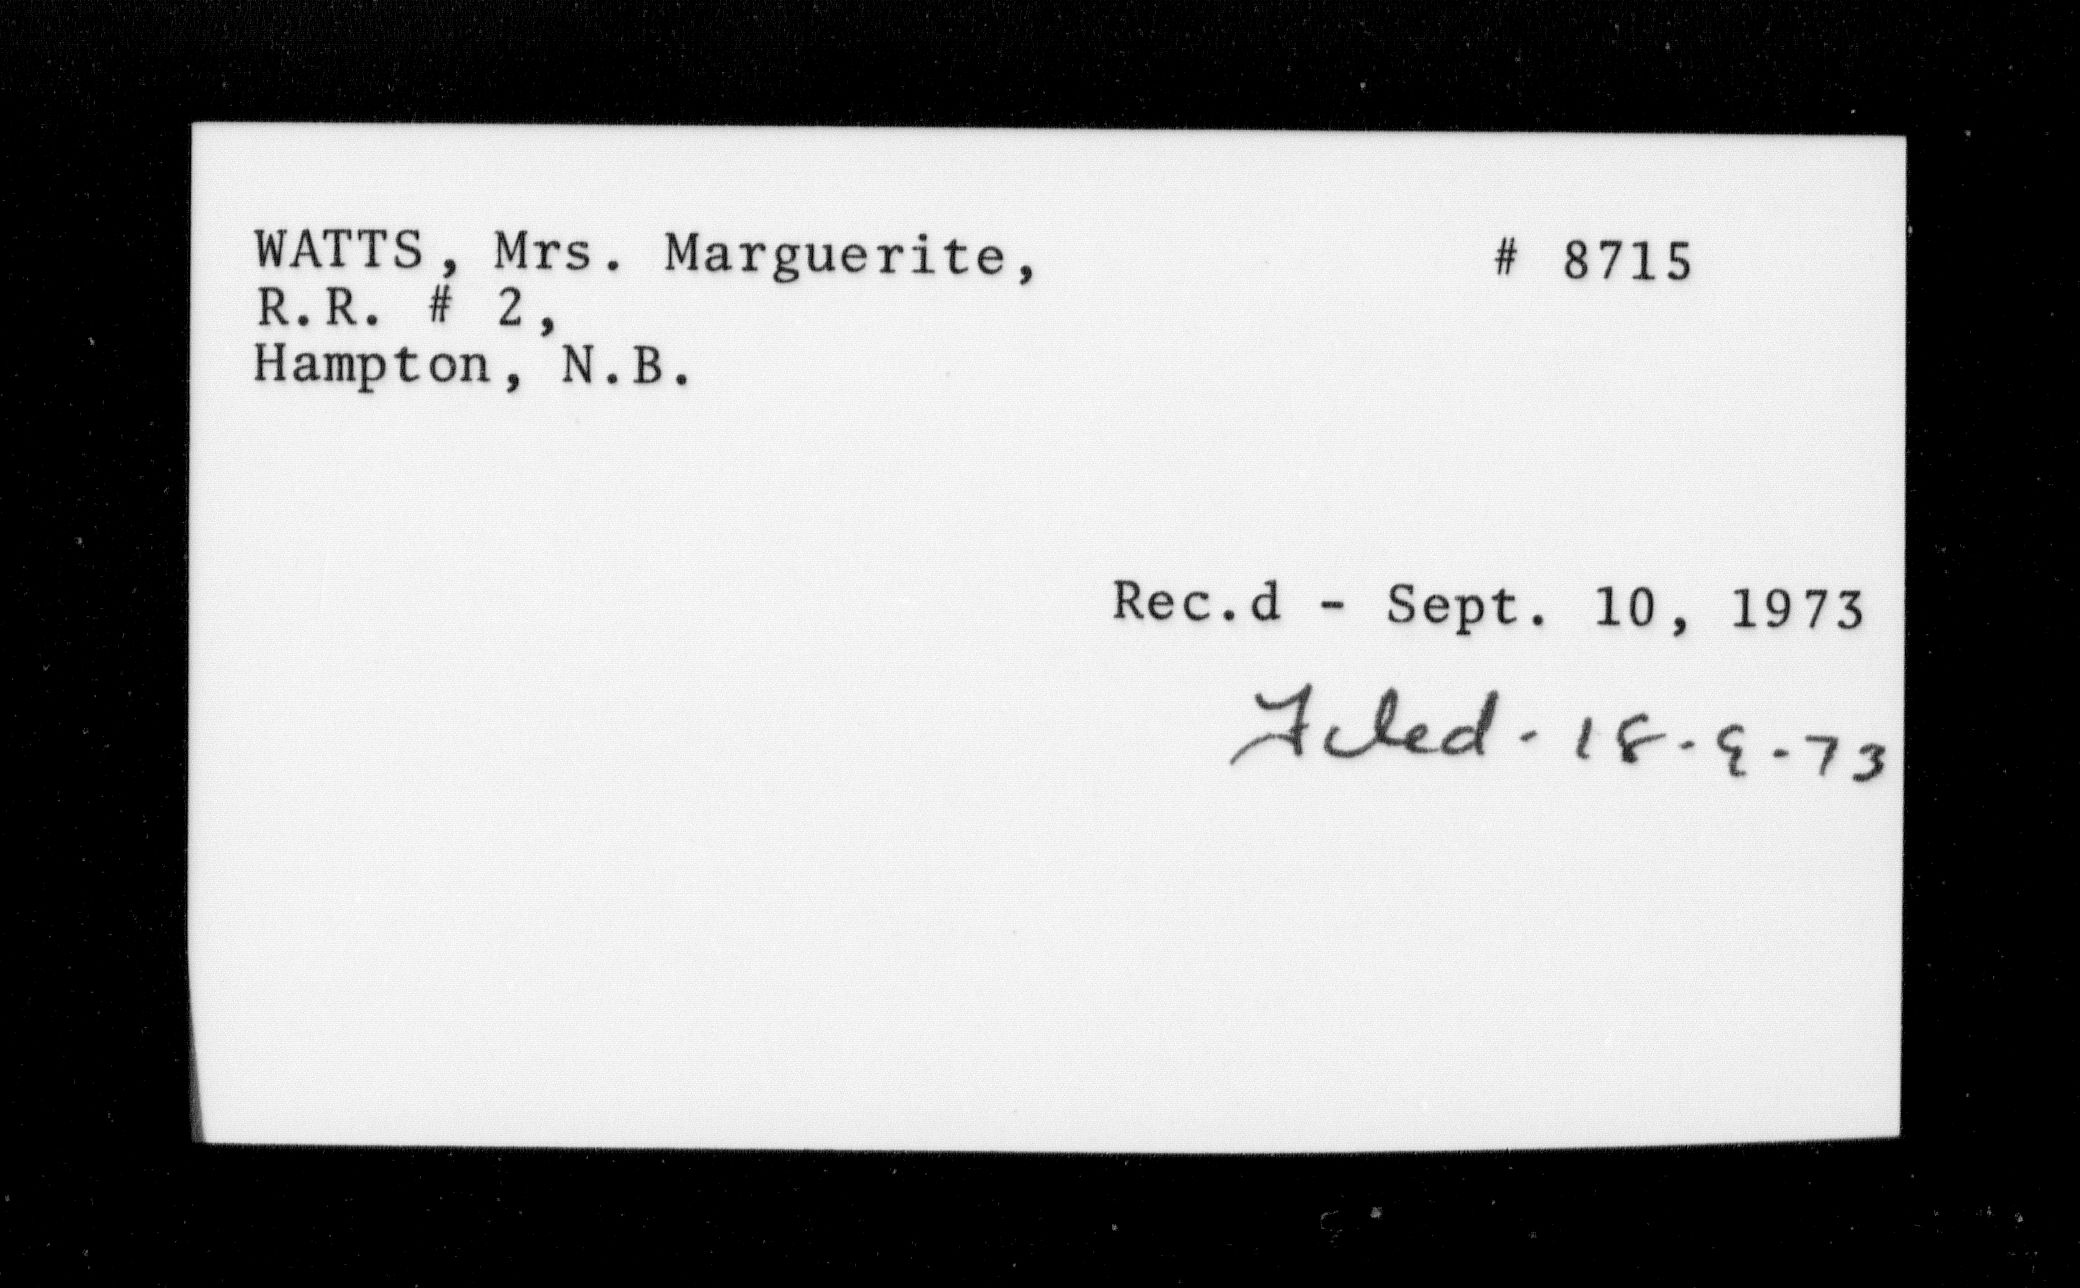 WATTS, Mrs. Marguerite, # 8715
R.R. # 2,
Hampton, N.B.
Rec.d - Sept. 10, 1973
Filed - 18-9-73